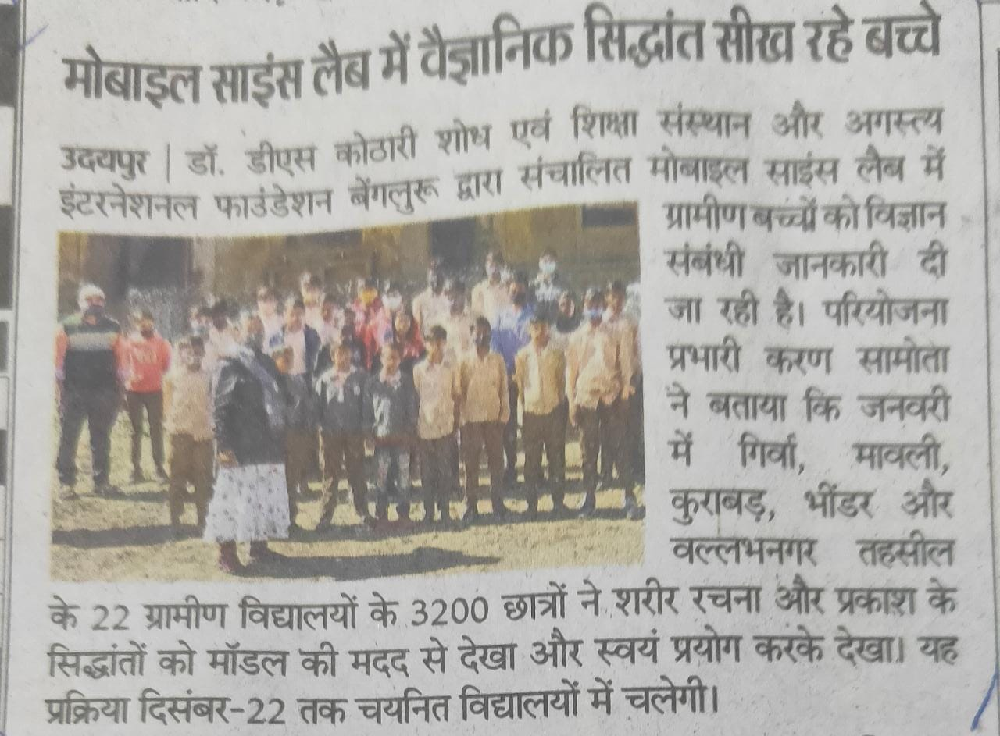 मोबाइल साइंस लैब में वैज्ञानिक सिद्धांत सीख रहे बच्चे
उदयपुर | डॉ. डीएस कोठारी शोध एवं शिक्षा संस्थान और अगस्त्य
इंटरनेशनल फाउंडेशन बेंगलुरू द्वारा संचालित मोबाइल साइंस लैब में
ग्रामीण बच्चों को विज्ञान
संबंधी जानकारी दी
जा रही है। परियोजना
प्रभारी करण सामोता
ने बताया कि जनवरी
में गिर्वा, मावली,
कुराबड़, भींडर और
वल्लभनगर तहसील
के 22 ग्रामीण विद्यालयों के 3200 छात्रों ने शरीर रचना और प्रकाश के
सिद्धांतों को मॉडल की मदद से देखा और स्वयं प्रयोग करके देखा। यह
प्रक्रिया दिसंबर-22 तक चयनित विद्यालयों में चलेगी।